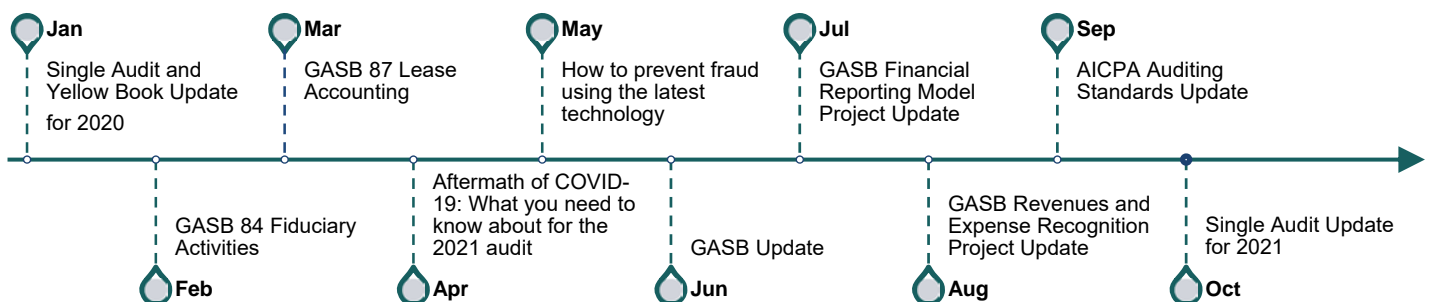 Jan
Single Audit and
Yellow Book Update
for 2020
Mar
GASB 87 Lease
Accounting
May
How to prevent fraud
using the latest
technology
Jul
GASB Financial
Reporting Model
Project Update
Sep
AICPA Auditing
Standards Update
GASB 84 Fiduciary
Activities
Feb
Aftermath of COVID-
19: What you need to
know about for the
2021 audit
Apr
GASB Update
Jun
GASB Revenues and
Expense Recognition
Project Update
Aug
Single Audit Update
for 2021
Oct